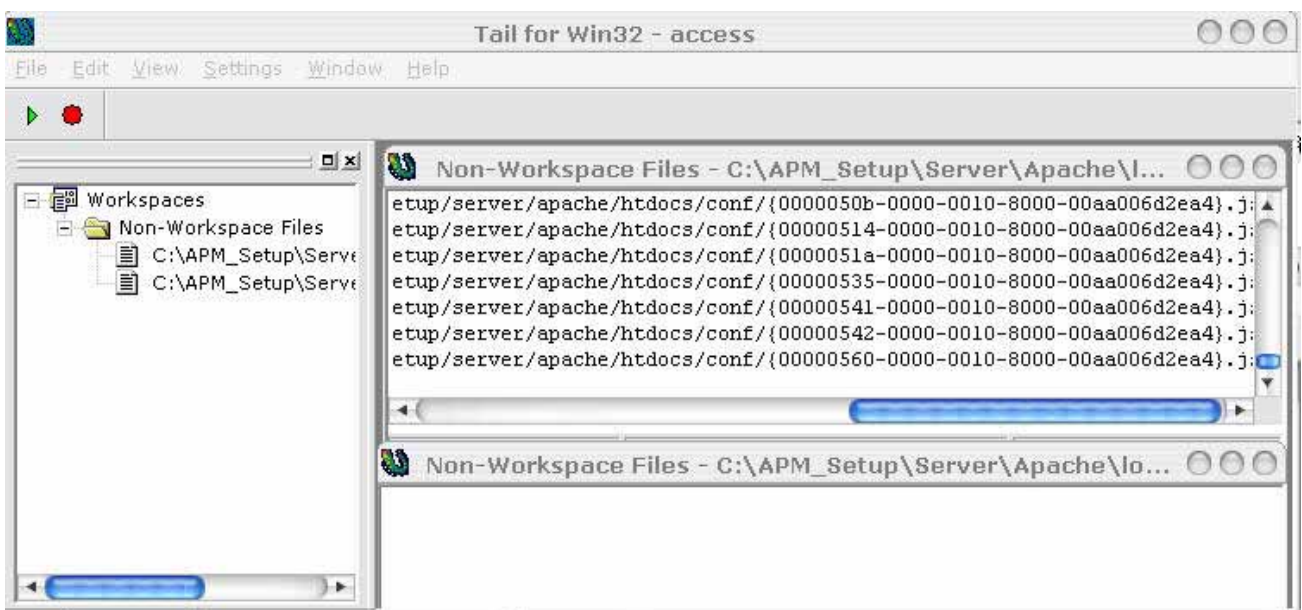 Tail for Win32 - access
File Edit View Settings Window Help
Workspaces
Non-Workspace Files
C:\APM_Setup\Serve
C:\APM_Setup\Serve
Non-Workspace Files - C:\APM_Setup\Server\Apache\l...
etup/server/apache/htdocs/conf/{0000050b-0000-0010-8000-00aa006d2ea4}.j
etup/server/apache/htdocs/conf/{00000514-0000-0010-8000-00aa006d2ea4}.j
etup/server/apache/htdocs/conf/{0000051a-0000-0010-8000-00aa006d2ea4}.j
etup/server/apache/htdocs/conf/{00000535-0000-0010-8000-00aa006d2ea4}.j
etup/server/apache/htdocs/conf/{00000541-0000-0010-8000-00aa006d2ea4}.j
etup/server/apache/htdocs/conf/{00000542-0000-0010-8000-00aa006d2ea4}.j
etup/server/apache/htdocs/conf/{00000560-0000-0010-8000-00aa006d2ea4}.j
Non-Workspace Files - C:\APM_Setup\Server\Apache\lo...